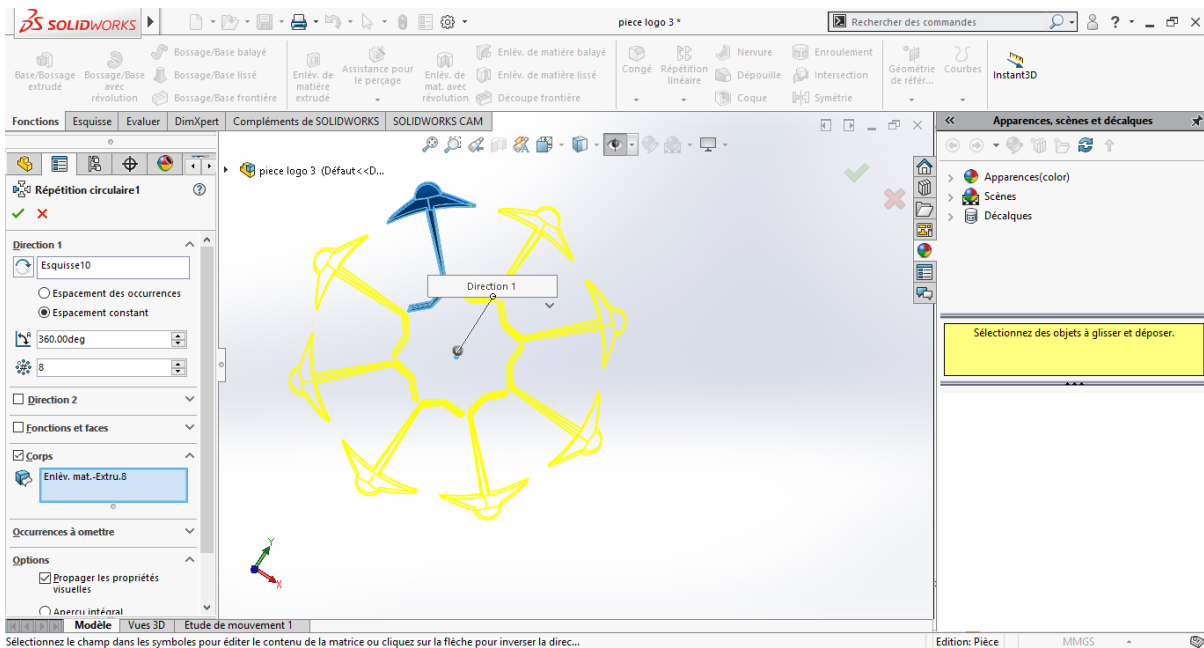 SOLIDWORKS
piece logo 3 *
Rechercher des commandes
?
Base/Bossage extrudé
Bossage/Base avec révolution
Bossage/Base balayé
Bossage/Base lissé
Bossage/Base frontière
Enlèv. de matière extrudé
Assistance pour le perçage
Enlèv. de mat. avec révolution
Enlèv. de matière balayé
Enlèv. de matière lissé
Découpe frontière
Congé
Répétition linéaire
Nervure
Dépouille
Coque
Enroulement
Intersection
Symétrie
Géométrie de référ...
Courbes
Instant3D
Fonctions
Esquisse
Evaluer
DimXpert
Compléments de SOLIDWORKS
SOLIDWORKS CAM
Apparences, scènes et décalques
piece logo 3 (Défaut<<D...
Répétition circulaire1
Direction 1
Esquisse10
Espacement des occurrences
Espacement constant
360.00deg
8
Direction 2
Fonctions et faces
Corps
Enlèv. mat.-Extru.8
Occurrences à omettre
Options
Propager les propriétés
visuelles
Aperçu intégral
Direction 1
Y
X
Apparences(color)
Scènes
Décalques
Sélectionnez des objets à glisser et déposer.
Modèle
Vues 3D
Etude de mouvement 1
Sélectionnez le champ dans les symboles pour éditer le contenu de la matrice ou cliquez sur la flèche pour inverser la direc...
Edition: Pièce
MMGS